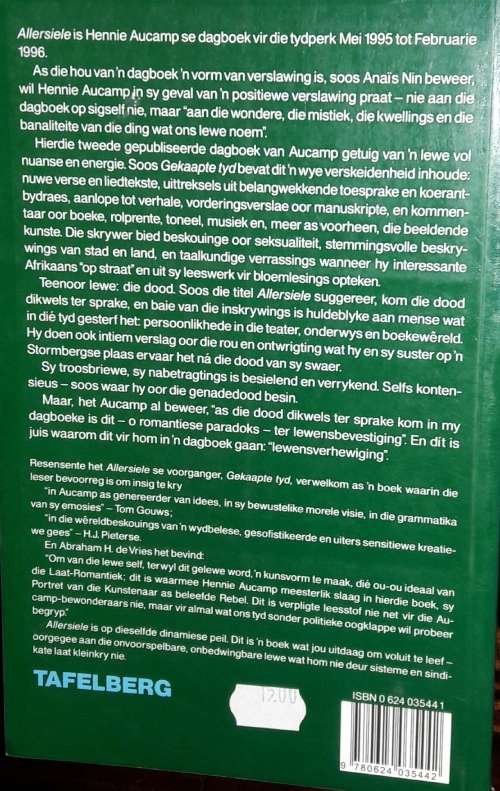 Allersiele is Hennie Aucamp se dagboek vir die tydperk Mei 1995 tot Februarie
1996.
As die hou van 'n dagboek 'n vorm van verslawing is, soos Anaïs Nin beweer,
wil Hennie Aucamp in sy geval van 'n positiewe verslawing praat – nie aan die
dagboek op sigself nie, maar "aan die wondere, die mistiek, die kwellings en die
banaliteite van die ding wat ons lewe noem".
Hierdie tweede gepubliseerde dagboek van Aucamp getuig van 'n lewe vol
nuanse en energie. Soos Gekaapte tyd bevat dit 'n wye verskeidenheid inhoude:
nuwe verse en liedtekste, uittreksels uit belangwekkende toesprake en koerant-
bydraes, aanlope tot verhale, vorderingsverslae oor manuskripte, en kommen-
taar oor boeke, rolprente, toneel, musiek en, meer as voorheen, die beeldende
kunste. Die skrywer bied beskouinge oor seksualiteit, stemmingsvolle beskry-
wings van stad en land, en taalkundige verrassings wanneer hy interessante
Afrikaans "op straat" en uit sy leeswerk vir bloemlesings opteken.
Teenoor lewe: die dood. Soos die titel Allersiele suggereer, kom die dood
dikwels ter sprake, en baie van die inskrywings is huldeblyke aan mense wat
in dié tyd gesterf het: persoonlikhede in die teater, onderwys en boekewêreld.
Hy doen ook intiem verslag oor die rou en ontwrigting wat hy en sy suster op 'n
Stormbergse plaas ervaar het ná die dood van sy swaer.
Sy troosbriewe, sy nabetragtings is besielend en verrykend. Selfs konten-
sieus – soos waar hy oor die genadedood besin.
Maar, het Aucamp al beweer, "as die dood dikwels ter sprake kom in my
dagboeke is dit – o romantiese paradoks – ter lewensbevestiging". En dít is
juis waarom dit vir hom in 'n dagboek gaan: "lewensverhewiging".
Resensente het Allersiele se voorganger, Gekaapte tyd, verwelkom as 'n boek waarin die
leser bevoorreg is om insig te kry
"in Aucamp as genereerder van idees, in sy bewustelike morele visie, in die grammatika
van sy emosies" – Tom Gouws;
"in die wêreldbeskouings van 'n wydbelese, gesofistikeerde en uiters sensitiewe kreatie-
we gees" – H.J. Pieterse.
En Abraham H. de Vries het bevind:
"Om van die lewe self, terwyl dit gelewe word, 'n kunsvorm te maak, dié ou-ou ideaal van
die Laat-Romantiek; dit is waarmee Hennie Aucamp meesterlik slaag in hierdie boek, sy
Portret van die Kunstenaar as beleefde Rebel. Dit is verpligte leesstof nie net vir die Au-
camp-bewonderaars nie, maar vir almal wat ons tyd sonder politieke oogklappe wil probeer
begryp."
Allersiele is op dieselfde dinamiese peil. Dit is 'n boek wat jou uitdaag om voluit te leef –
oorgegee aan die onvoorspelbare, onbedwingbare lewe wat hom nie deur sisteme en sindi-
kate laat kleinkry nie.
TAFELBERG
1200
ISBN 0 624 03544 1
9 780624 035442